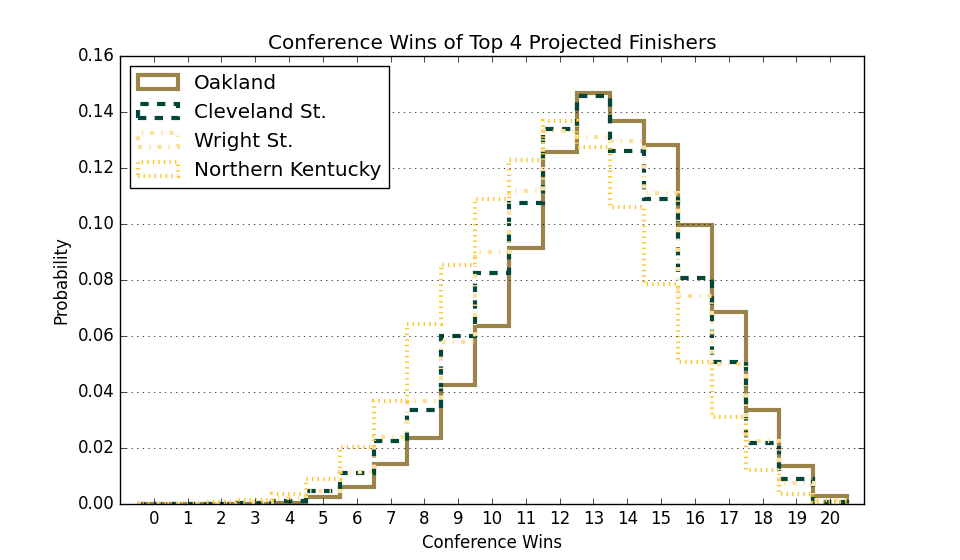 Conference Wins of Top 4 Projected Finishers
Oakland
Cleveland St.
Wright St.
Northern Kentucky
0.16
0.14
0.12
0.10
0.08
0.06
0.04
0.02
0.00
Probability
0 1 2 3 4 5 6 7 8 9 10 11 12 13 14 15 16 17 18 19 20
Conference Wins